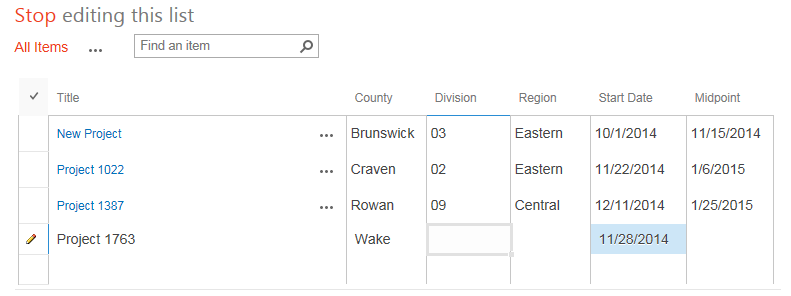 Stop editing this list
All Items ... Find an item
Title County Division Region Start Date Midpoint
New Project ... Brunswick 03 Eastern 10/1/2014 11/15/2014
Project 1022 ... Craven 02 Eastern 11/22/2014 1/6/2015
Project 1387 ... Rowan 09 Central 12/11/2014 1/25/2015
Project 1763 Wake 11/28/2014